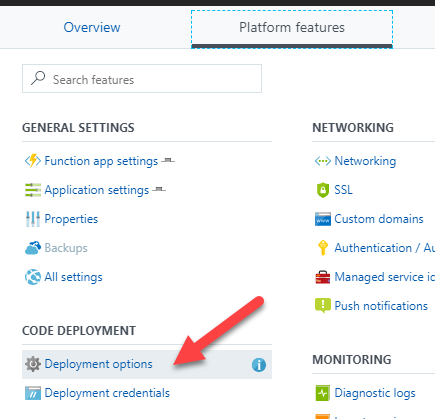 Overview
Platform features
Search features
GENERAL SETTINGS
Function app settings
Application settings
Properties
Backups
All settings
CODE DEPLOYMENT
Deployment options
Deployment credentials
NETWORKING
Networking
SSL
Custom domains
Authentication / Au
Managed service id
Push notifications
MONITORING
Diagnostic logs